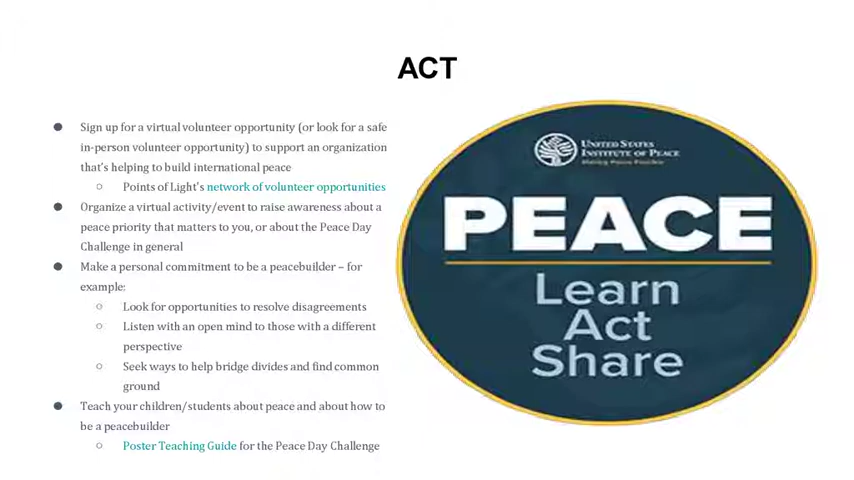 ACT
● Sign up for a virtual volunteer opportunity (or look for a safe
in-person volunteer opportunity) to support an organization
that's helping to build international peace
○ Points of Light's network of volunteer opportunities
● Organize a virtual activity/event to raise awareness about a
peace priority that matters to you, or about the Peace Day
Challenge in general
● Make a personal commitment to be a peacebuilder – for
example:
○ Look for opportunities to resolve disagreements
○ Listen with an open mind to those with a different
perspective
○ Seek ways to help bridge divides and find common
ground
● Teach your children/students about peace and about how to
be a peacebuilder
○ Poster Teaching Guide for the Peace Day Challenge
UNITED STATES
INSTITUTE OF PEACE
Making Peace Possible
PEACE
Learn
Act
Share